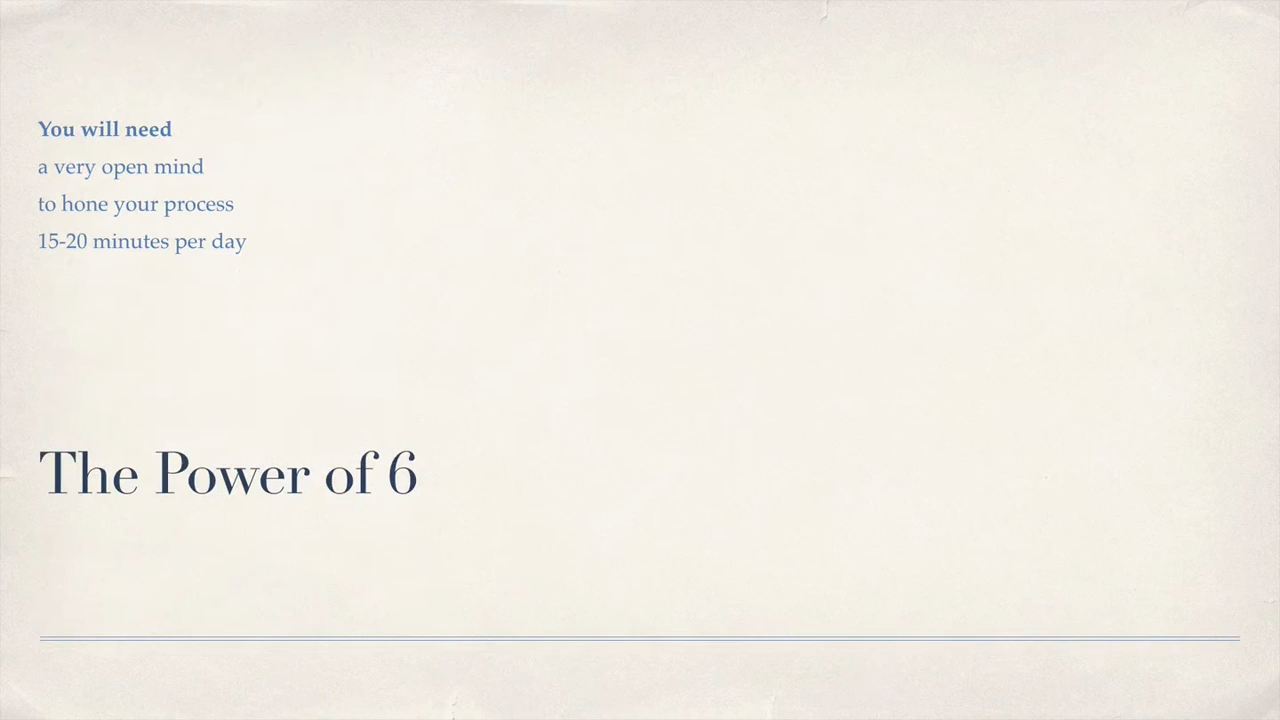 You will need
a very open mind
to hone your process
15-20 minutes per day
The Power of 6